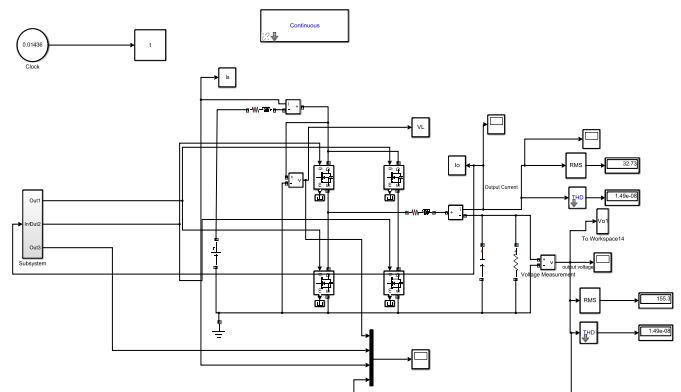 Continuous
0.01436
Clock
I
Is
VL
Io
RMS
32.73
Output Current
THD
1.49e-08
Vo1
To Workspace14
Out1
In1
Out2
Out3
Subsystem
output voltage
Voltage Measurement
RMS
155.3
THD
1.49e-08